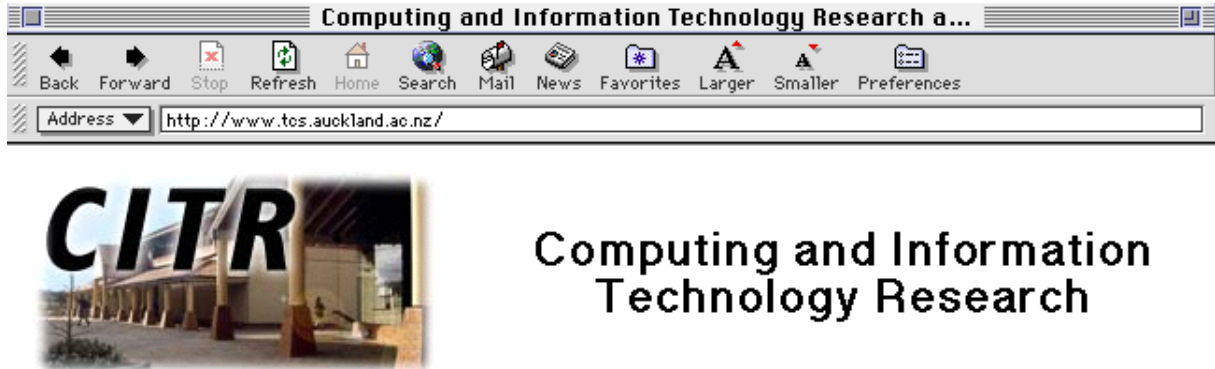 Computing and Information Technology Research a...
Back Forward Stop Refresh Home Search Mail News Favorites Larger Smaller Preferences
Address http://www.tcs.auckland.ac.nz/
CITR
Computing and Information
Technology Research